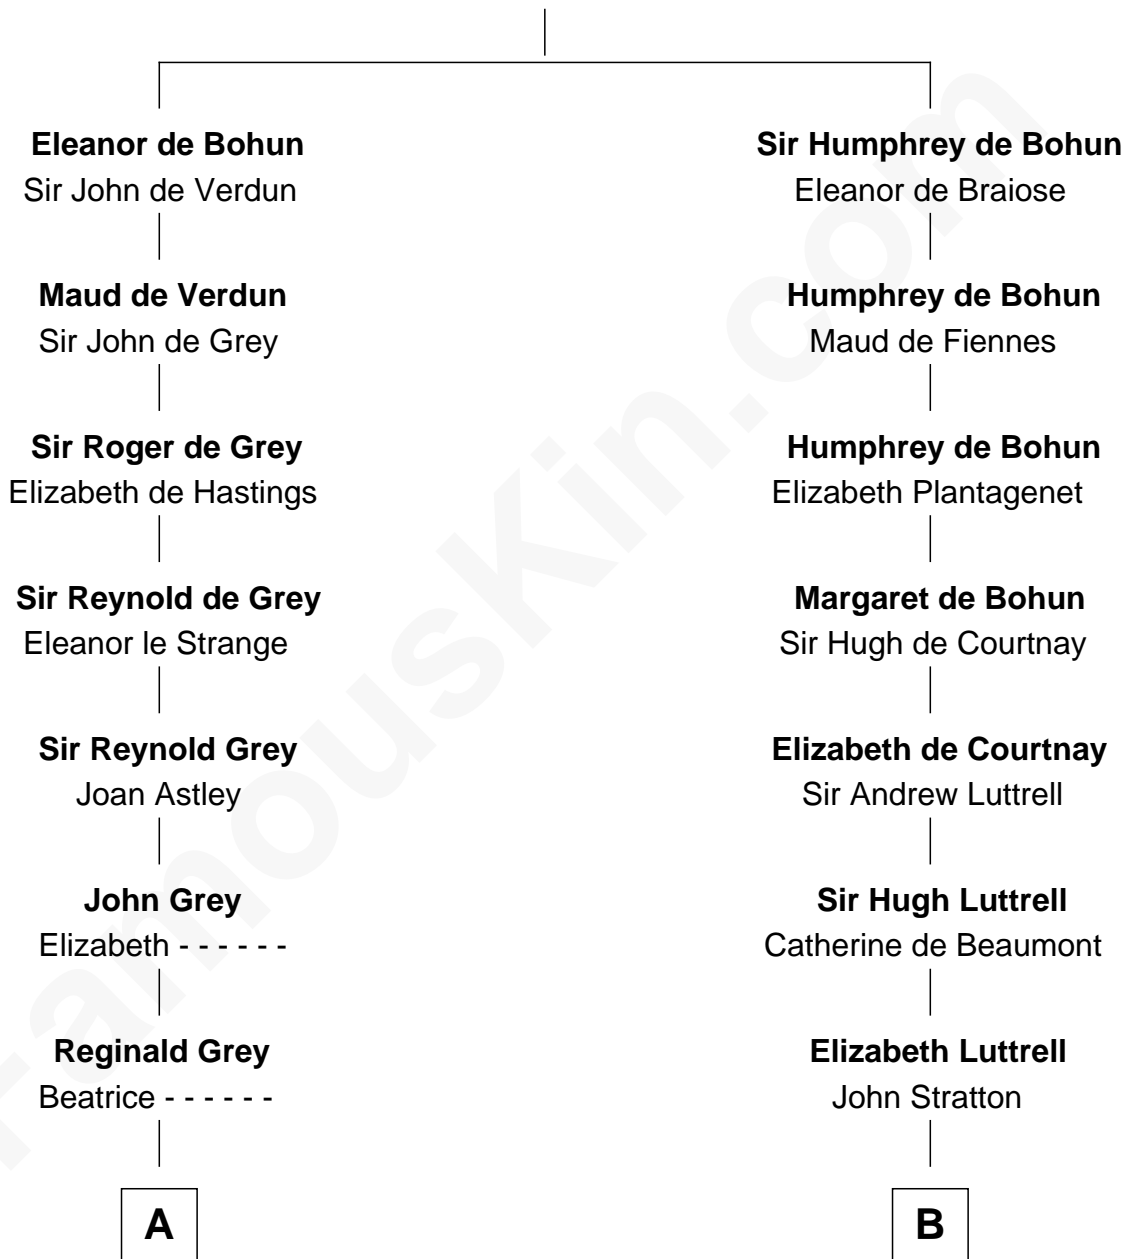 Eleanor de Bohun
Sir John de Verdun
Maud de Verdun
Sir John de Grey
Sir Roger de Grey
Elizabeth de Hastings
Sir Reynold de Grey
Eleanor le Strange
Sir Reynold Grey
Joan Astley
John Grey
Elizabeth - - - - - -
Reginald Grey
Beatrice - - - - - -
A
Sir Humphrey de Bohun
Eleanor de Braiose
Humphrey de Bohun
Maud de Fiennes
Humphrey de Bohun
Elizabeth Plantagenet
Margaret de Bohun
Sir Hugh de Courtnay
Elizabeth de Courtnay
Sir Andrew Luttrell
Sir Hugh Luttrell
Catherine de Beaumont
Elizabeth Luttrell
John Stratton
B
FamousKin.com